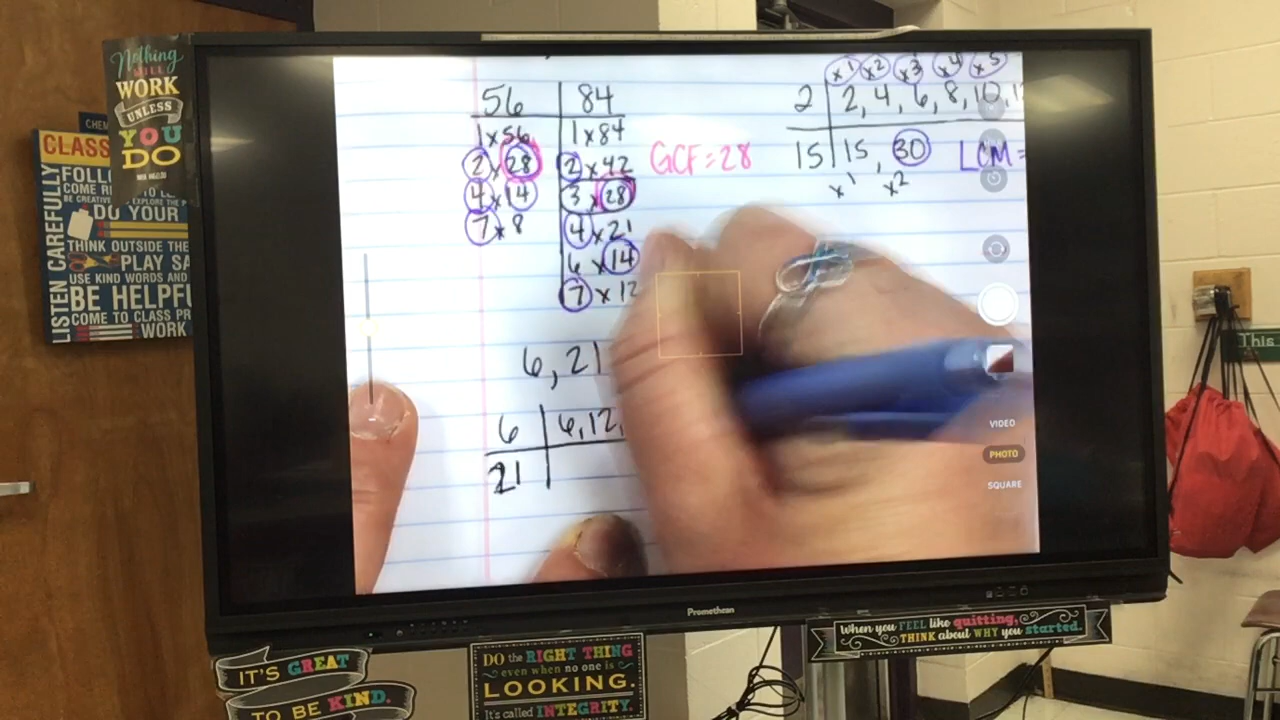 Nothing
WILL
WORK
UNLESS
YOU
DO
CLASS
LISTEN CAREFULLY
DO YOUR
THINK OUTSIDE THE
PLAY
USE KIND WORDS AND
BE HELPFU
COME TO CLASS PR
WORK
56 84
1x56 1x84
2x28 2x42
4x14 3x28
7x8 4x21
6x14
7x12
GCF=28
x1 x2 x3 x4 x5
2 2, 4, 6, 8, 10,
15 15, 30 LCM=
x1 x2
6, 21
6 6, 12,
21
VIDEO
PHOTO
SQUARE
Promethean
This
IT'S GREAT
TO BE KIND.
DO the RIGHT THING
even when no one is
LOOKING.
It's called INTEGRITY.
When you FEEL like quitting,
THINK about WHY you started.